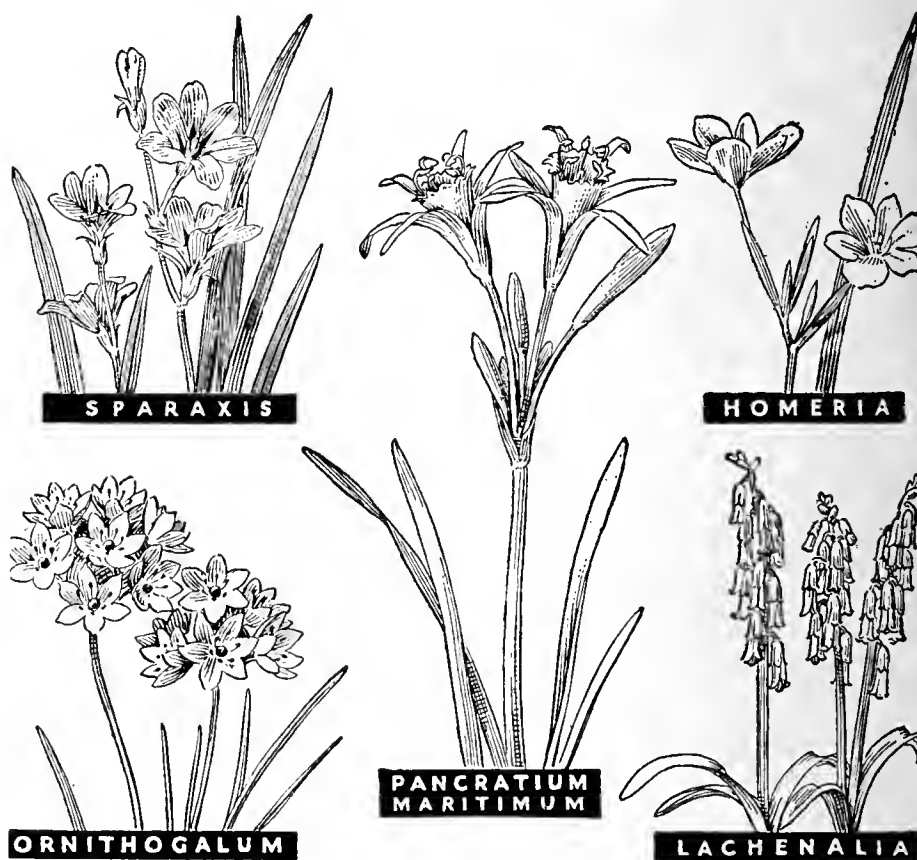 SPARAXIS
HOMERIA
PANCRATIUM
MARITIMUM
ORNITHOGALUM
LACHENALIA